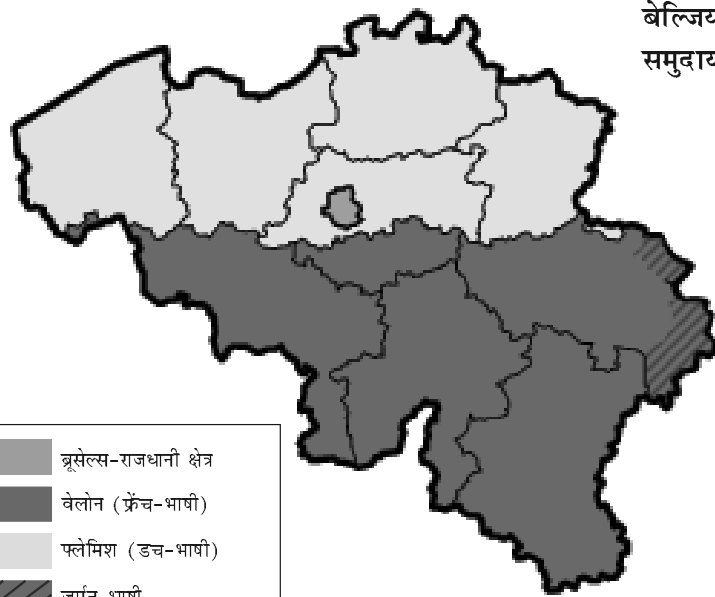 समुदाय
ब्रूसेल्स-राजधानी क्षेत्र
वेलोन (फ्रेंच-भाषी)
फ्लेमिश (डच-भाषी)